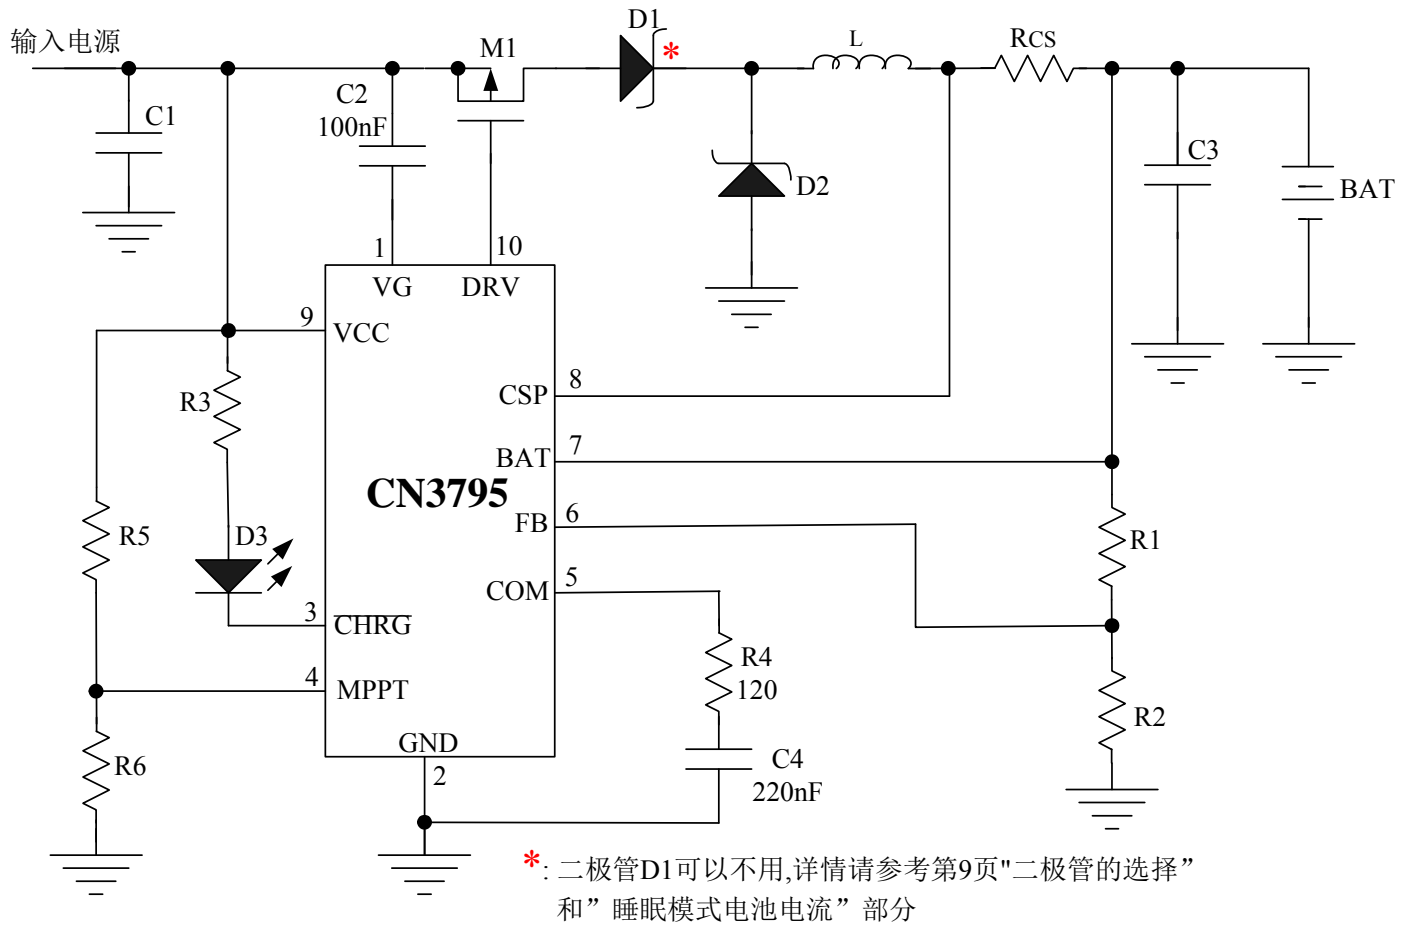 输入电源
D1
*
M1
L
RCS
C1
C2
100nF
C3
D2
BAT
1
10
VG
DRV
9
VCC
R3
CSP
8
BAT
7
CN3795
FB
6
R5
D3
R1
COM
5
3
CHRG
R4
120
4
MPPT
R2
GND
2
R6
C4
220nF
*: 二极管D1可以不用,详情请参考第9页"二极管的选择”
和”睡眠模式电池电流”部分